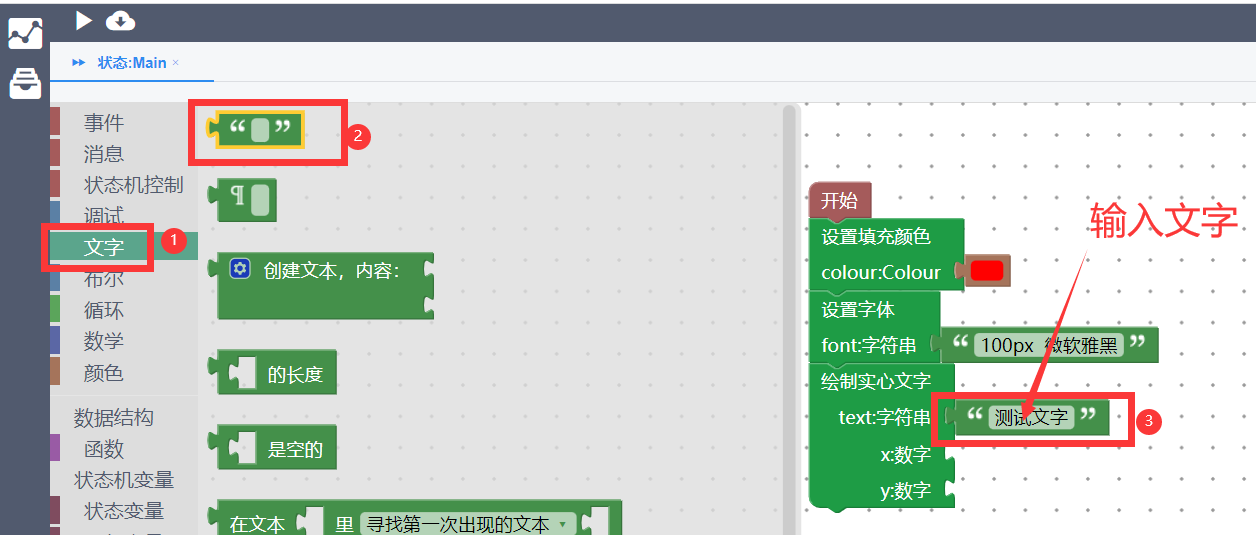 状态:Main ×
事件
消息
状态机控制
调试
文字
布尔
循环
数学
颜色
数据结构
函数
状态机变量
状态变量
1
“ ”
2
¶
创建文本，内容：
的长度
是空的
在文本 里 寻找第一次出现的文本
开始
设置填充颜色
colour:Colour
设置字体
font:字符串 “ 100px 微软雅黑 ”
绘制实心文字
text:字符串 “ 测试文字 ”
x:数字
y:数字
输入文字
3